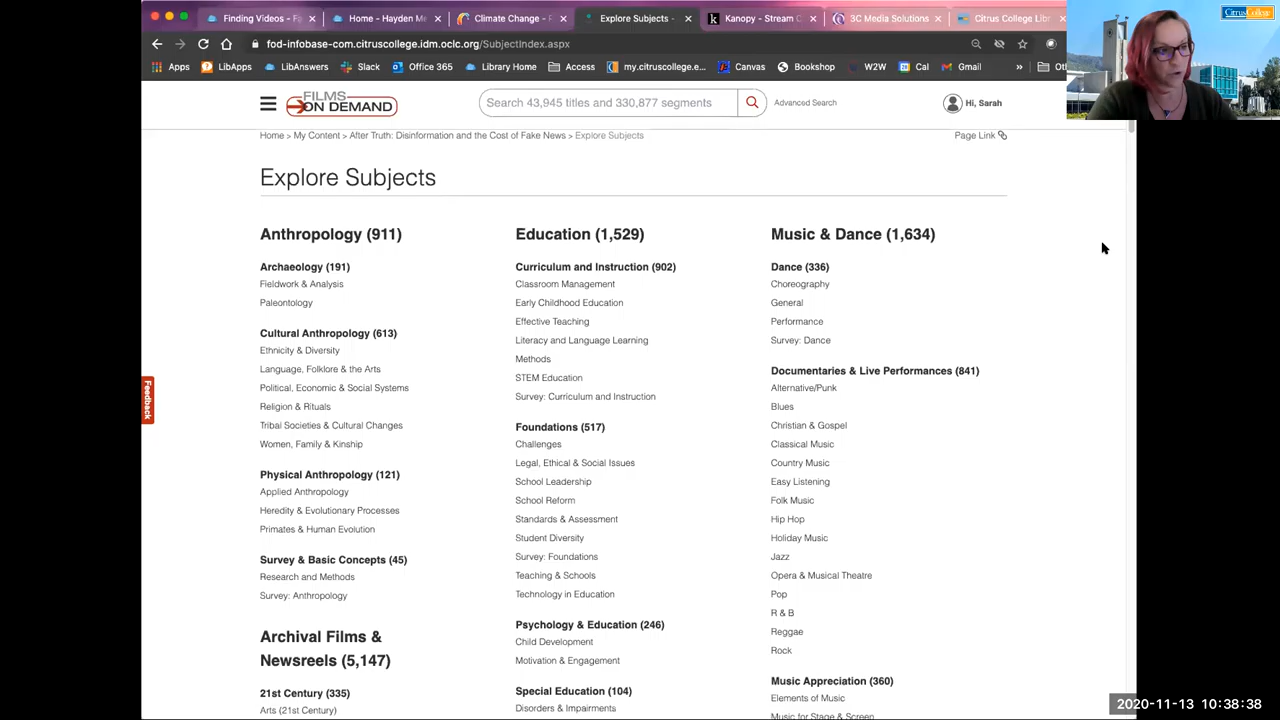 Finding Videos - F
Home - Hayden M
Climate Change -
Explore Subjects -
Kanopy - Stream
3C Media Solutions
Citrus College Lib
CitrusCollege
fod-infobase-com.citruscollege.idm.oclc.org/SubjectIndex.aspx
Apps
LibApps
LibAnswers
Slack
Office 365
Library Home
Access
my.citruscollege.e...
Canvas
Bookshop
W2W
Cal
Gmail
»
FILMS
ON DEMAND
Search 43,945 titles and 330,877 segments
Advanced Search
Hi, Sarah
Home > My Content > After Truth: Disinformation and the Cost of Fake News > Explore Subjects
Page Link
Explore Subjects
Anthropology (911)
Archaeology (191)
Fieldwork & Analysis
Paleontology
Cultural Anthropology (613)
Ethnicity & Diversity
Language, Folklore & the Arts
Political, Economic & Social Systems
Religion & Rituals
Tribal Societies & Cultural Changes
Women, Family & Kinship
Physical Anthropology (121)
Applied Anthropology
Heredity & Evolutionary Processes
Primates & Human Evolution
Survey & Basic Concepts (45)
Research and Methods
Survey: Anthropology
Archival Films &
Newsreels (5,147)
21st Century (335)
Arts (21st Century)
Education (1,529)
Curriculum and Instruction (902)
Classroom Management
Early Childhood Education
Effective Teaching
Literacy and Language Learning
Methods
STEM Education
Survey: Curriculum and Instruction
Foundations (517)
Challenges
Legal, Ethical & Social Issues
School Leadership
School Reform
Standards & Assessment
Student Diversity
Survey: Foundations
Teaching & Schools
Technology in Education
Psychology & Education (246)
Child Development
Motivation & Engagement
Special Education (104)
Disorders & Impairments
Music & Dance (1,634)
Dance (336)
Choreography
General
Performance
Survey: Dance
Documentaries & Live Performances (841)
Alternative/Punk
Blues
Christian & Gospel
Classical Music
Country Music
Easy Listening
Folk Music
Hip Hop
Holiday Music
Jazz
Opera & Musical Theatre
Pop
R & B
Reggae
Rock
Music Appreciation (360)
Elements of Music
Music for Stage & Screen
Feedback
2020-11-13 10:38:38